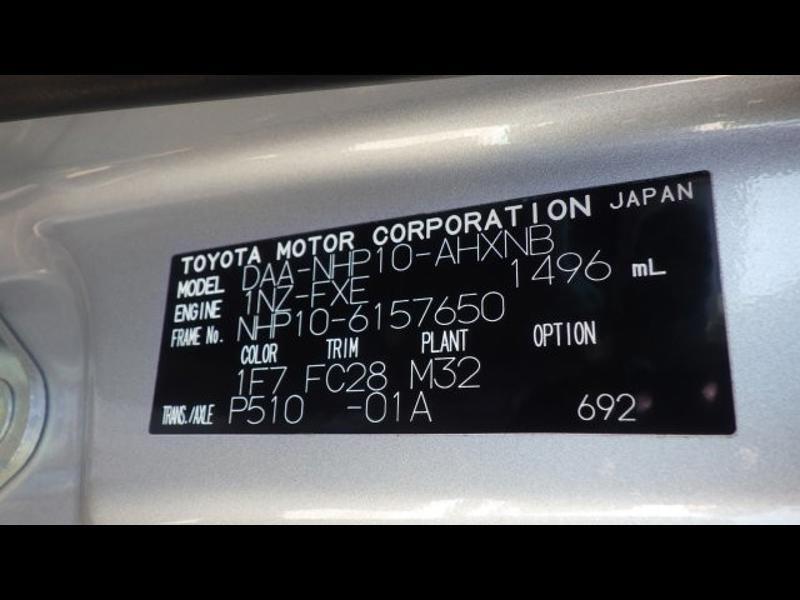 TOYOTA MOTOR CORPORATION JAPAN
MODEL DAA-NHP10-AHXNB
ENGINE 1NZ-FXE 1496 mL
FRAME No. NHP10-6157650
COLOR TRIM PLANT OPTION
1F7 FC28 M32
TRANS./AXLE P510 -01A 692